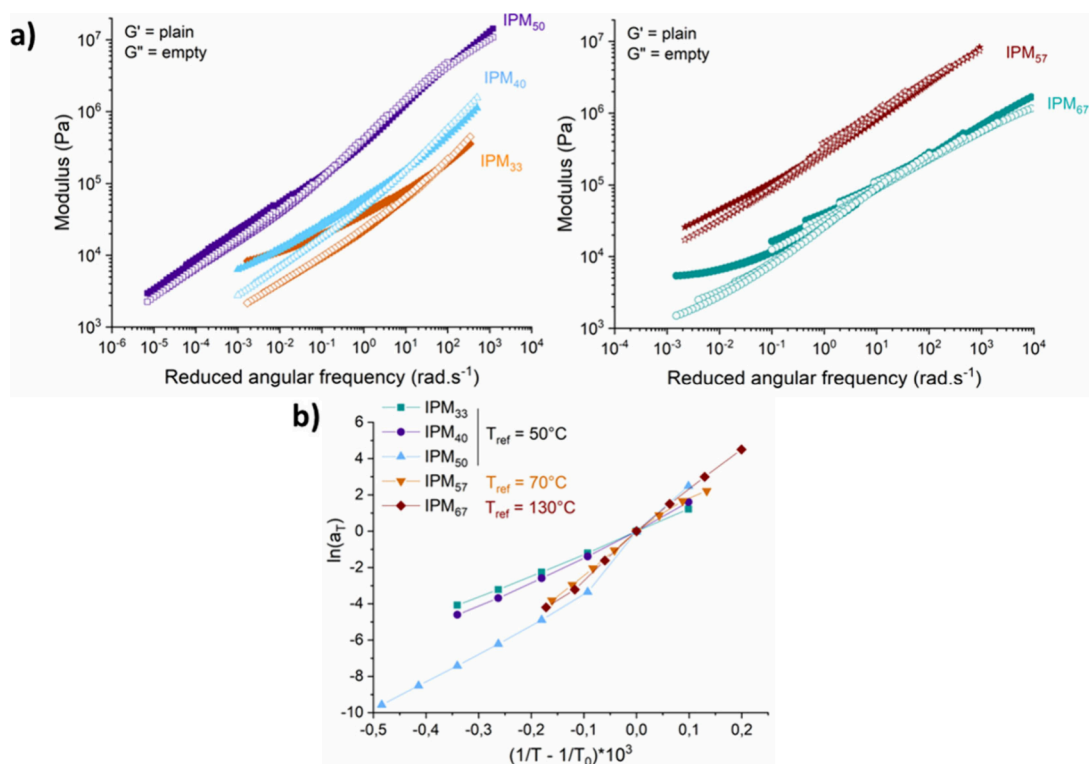 a)
G' = plain
G" = empty
IPM50
IPM40
IPM33
10^7
10^6
10^5
10^4
10^3
Modulus (Pa)
10^-6 10^-5 10^-4 10^-3 10^-2 10^-1 10^0 10^1 10^2 10^3 10^4
Reduced angular frequency (rad.s^-1)
G' = plain
G" = empty
IPM57
IPM67
10^7
10^6
10^5
10^4
10^3
Modulus (Pa)
10^-4 10^-3 10^-2 10^-1 10^0 10^1 10^2 10^3 10^4
Reduced angular frequency (rad.s^-1)
b)
IPM33
IPM40
IPM50
Tref = 50°C
IPM57 Tref = 70°C
IPM67 Tref = 130°C
6
4
2
0
-2
-4
-6
-8
-10
ln(aT)
-0,5 -0,4 -0,3 -0,2 -0,1 0,0 0,1 0,2
(1/T - 1/T0)*10^3